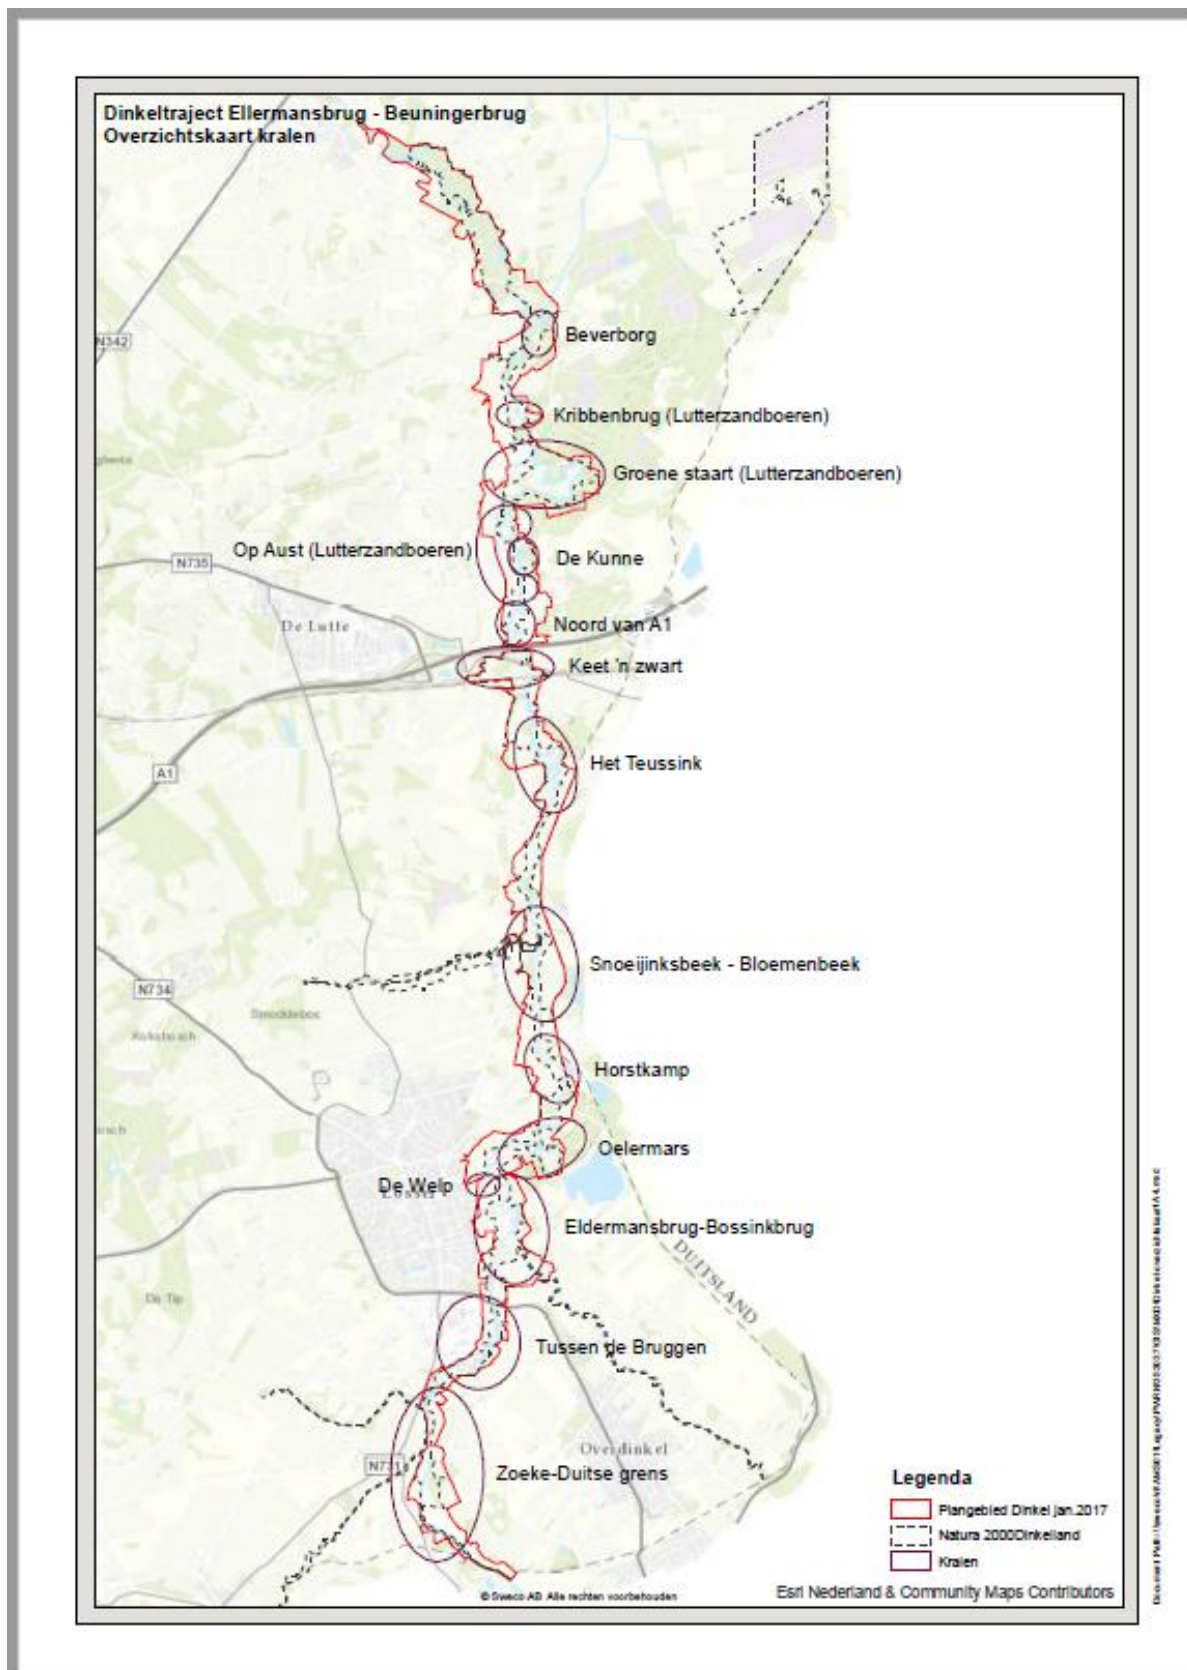 Dinkeltraject Ellermansbrug - Beuningerbrug
Overzichtskaart kralen
N342
Beverborg
Kribbenbrug (Lutterzandboeren)
Groene staart (Lutterzandboeren)
Op Aust (Lutterzandboeren)
De Kunne
N735
De Lutte
Noord van A1
Keet 'n zwart
Het Teussink
A1
Snoeijinksbeek - Bloemenbeek
N734
Smoddebos
Horstkamp
Oelermars
De Welp
Eldermansbrug-Bossinkbrug
DUITSLAND
De Tip
Tussen de Bruggen
Overdinkel
N731
Zoeke-Duitse grens
Legenda
Plangebied Dinkel jan.2017
Natura 2000Dinkelland
Kralen
© Sweco AB. Alle rechten voorbehouden
Esri Nederland & Community Maps Contributors